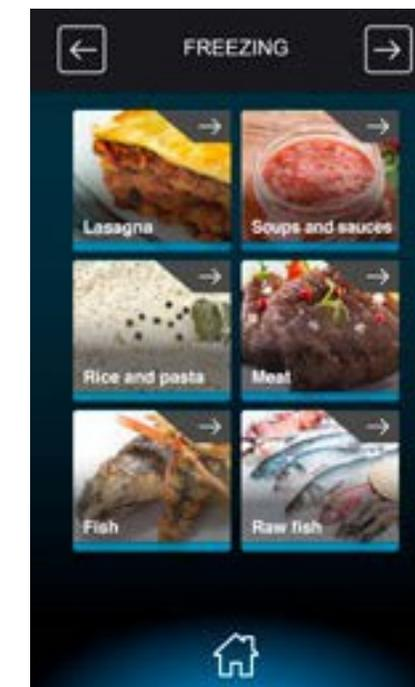 FREEZING
Lasagna
Soups and sauces
Rice and pasta
Meat
Fish
Raw fish